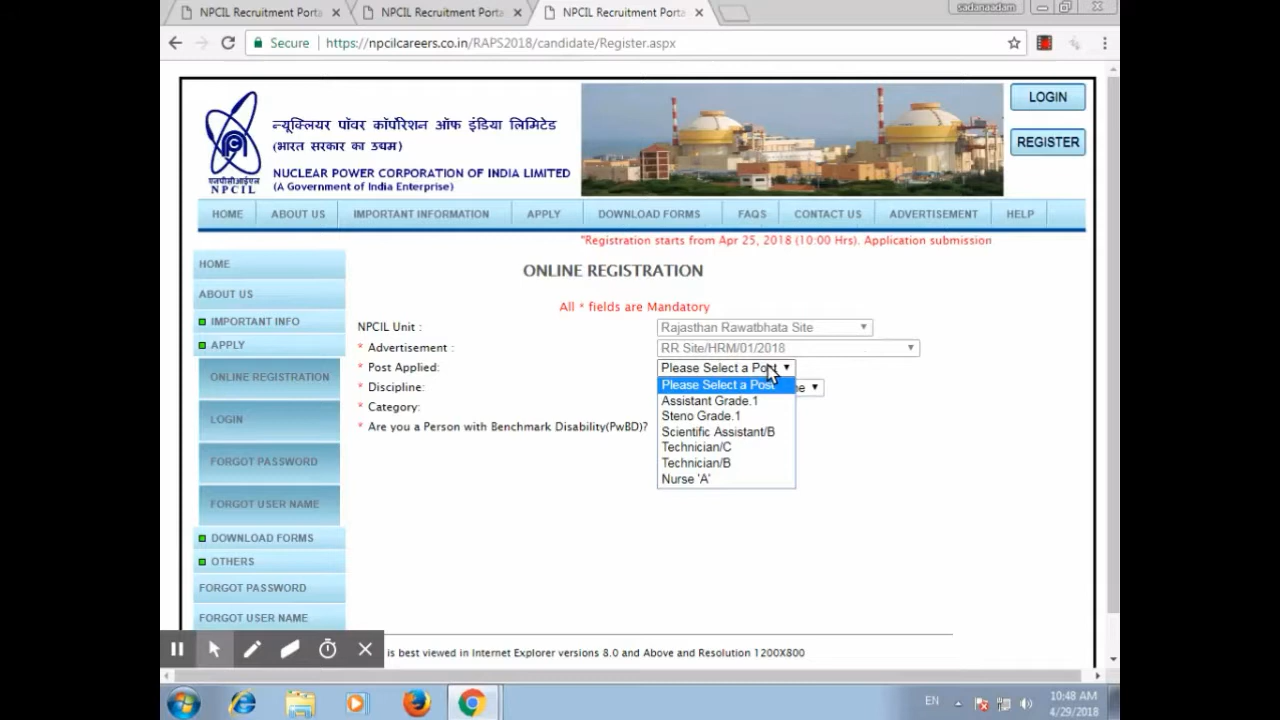 NPCIL Recruitment Porta
NPCIL Recruitment Porta
NPCIL Recruitment Porta
sadanaadam
Secure
https://npcilcareers.co.in/RAPS2018/candidate/Register.aspx
न्यूक्लियर पॉवर कॉर्पोरेशन ऑफ इंडिया लिमिटेड
(भारत सरकार का उद्यम)
NUCLEAR POWER CORPORATION OF INDIA LIMITED
(A Government of India Enterprise)
एनपीसीआईएल
NPCIL
LOGIN
REGISTER
HOME ABOUT US IMPORTANT INFORMATION APPLY DOWNLOAD FORMS FAQS CONTACT US ADVERTISEMENT HELP
"Registration starts from Apr 25, 2018 (10:00 Hrs). Application submission
HOME
ABOUT US
IMPORTANT INFO
APPLY
ONLINE REGISTRATION
LOGIN
FORGOT PASSWORD
FORGOT USER NAME
DOWNLOAD FORMS
OTHERS
FORGOT PASSWORD
FORGOT USER NAME
ONLINE REGISTRATION
All * fields are Mandatory
NPCIL Unit : Rajasthan Rawatbhata Site
* Advertisement : RR Site/HRM/01/2018
* Post Applied: Please Select a Post
* Discipline:
* Category:
* Are you a Person with Benchmark Disability(PwBD)?
Please Select a Post
Assistant Grade.1
Steno Grade.1
Scientific Assistant/B
Technician/C
Technician/B
Nurse 'A'
is best viewed in Internet Explorer versions 8.0 and Above and Resolution 1200X800
EN
10:48 AM
4/29/2018